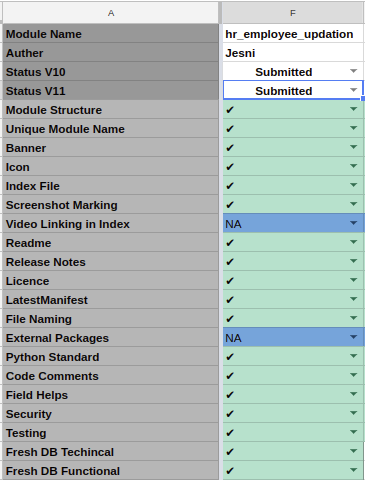 A F
Module Name hr_employee_updation
Auther Jesni
Status V10 Submitted
Status V11 Submitted
Module Structure ✔
Unique Module Name ✔
Banner ✔
Icon ✔
Index File ✔
Screenshot Marking ✔
Video Linking in Index NA
Readme ✔
Release Notes ✔
Licence ✔
LatestManifest ✔
File Naming ✔
External Packages NA
Python Standard ✔
Code Comments ✔
Field Helps ✔
Security ✔
Testing ✔
Fresh DB Techincal ✔
Fresh DB Functional ✔